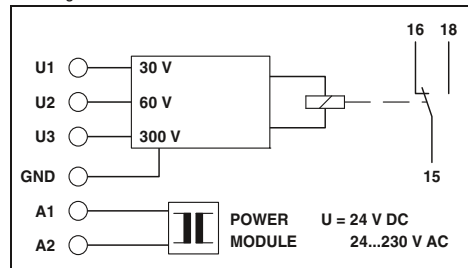 16 18
U1 30 V
U2 60 V
U3 300 V
GND
15
A1
POWER U = 24 V DC
A2 MODULE 24...230 V AC